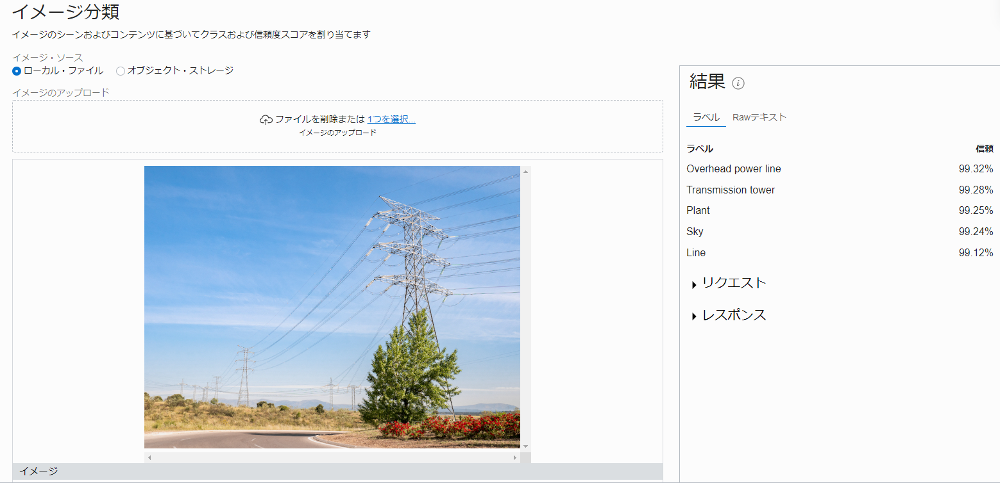 イメージ分類
イメージのシーンおよびコンテンツに基づいてクラスおよび信頼度スコアを割り当てます
イメージ・ソース
ローカル・ファイル オブジェクト・ストレージ
イメージのアップロード
ファイルを削除または 1つを選択...
イメージのアップロード
イメージ
結果
ラベル Rawテキスト
ラベル 信頼
Overhead power line 99.32%
Transmission tower 99.28%
Plant 99.25%
Sky 99.24%
Line 99.12%
リクエスト
レスポンス